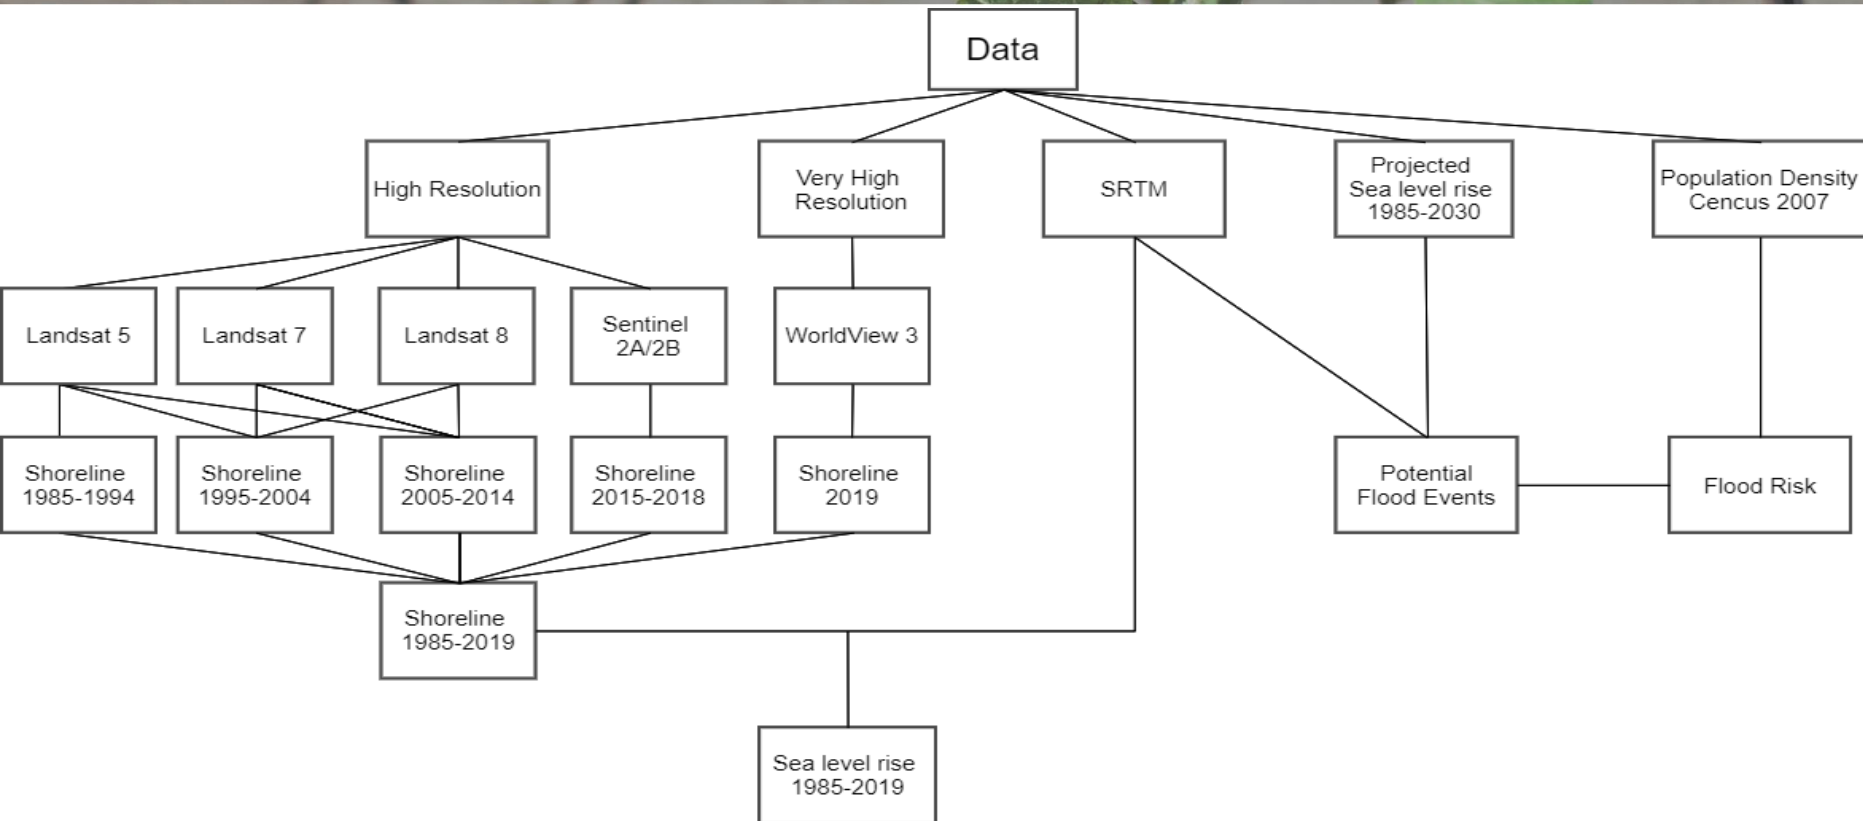 Data
High Resolution
Very High
Resolution
SRTM
Projected
Sea level rise
1985-2030
Population Density
Cencus 2007
Landsat 5
Landsat 7
Landsat 8
Sentinel
2A/2B
WorldView 3
Shoreline
1985-1994
Shoreline
1995-2004
Shoreline
2005-2014
Shoreline
2015-2018
Shoreline
2019
Potential
Flood Events
Flood Risk
Shoreline
1985-2019
Sea level rise
1985-2019